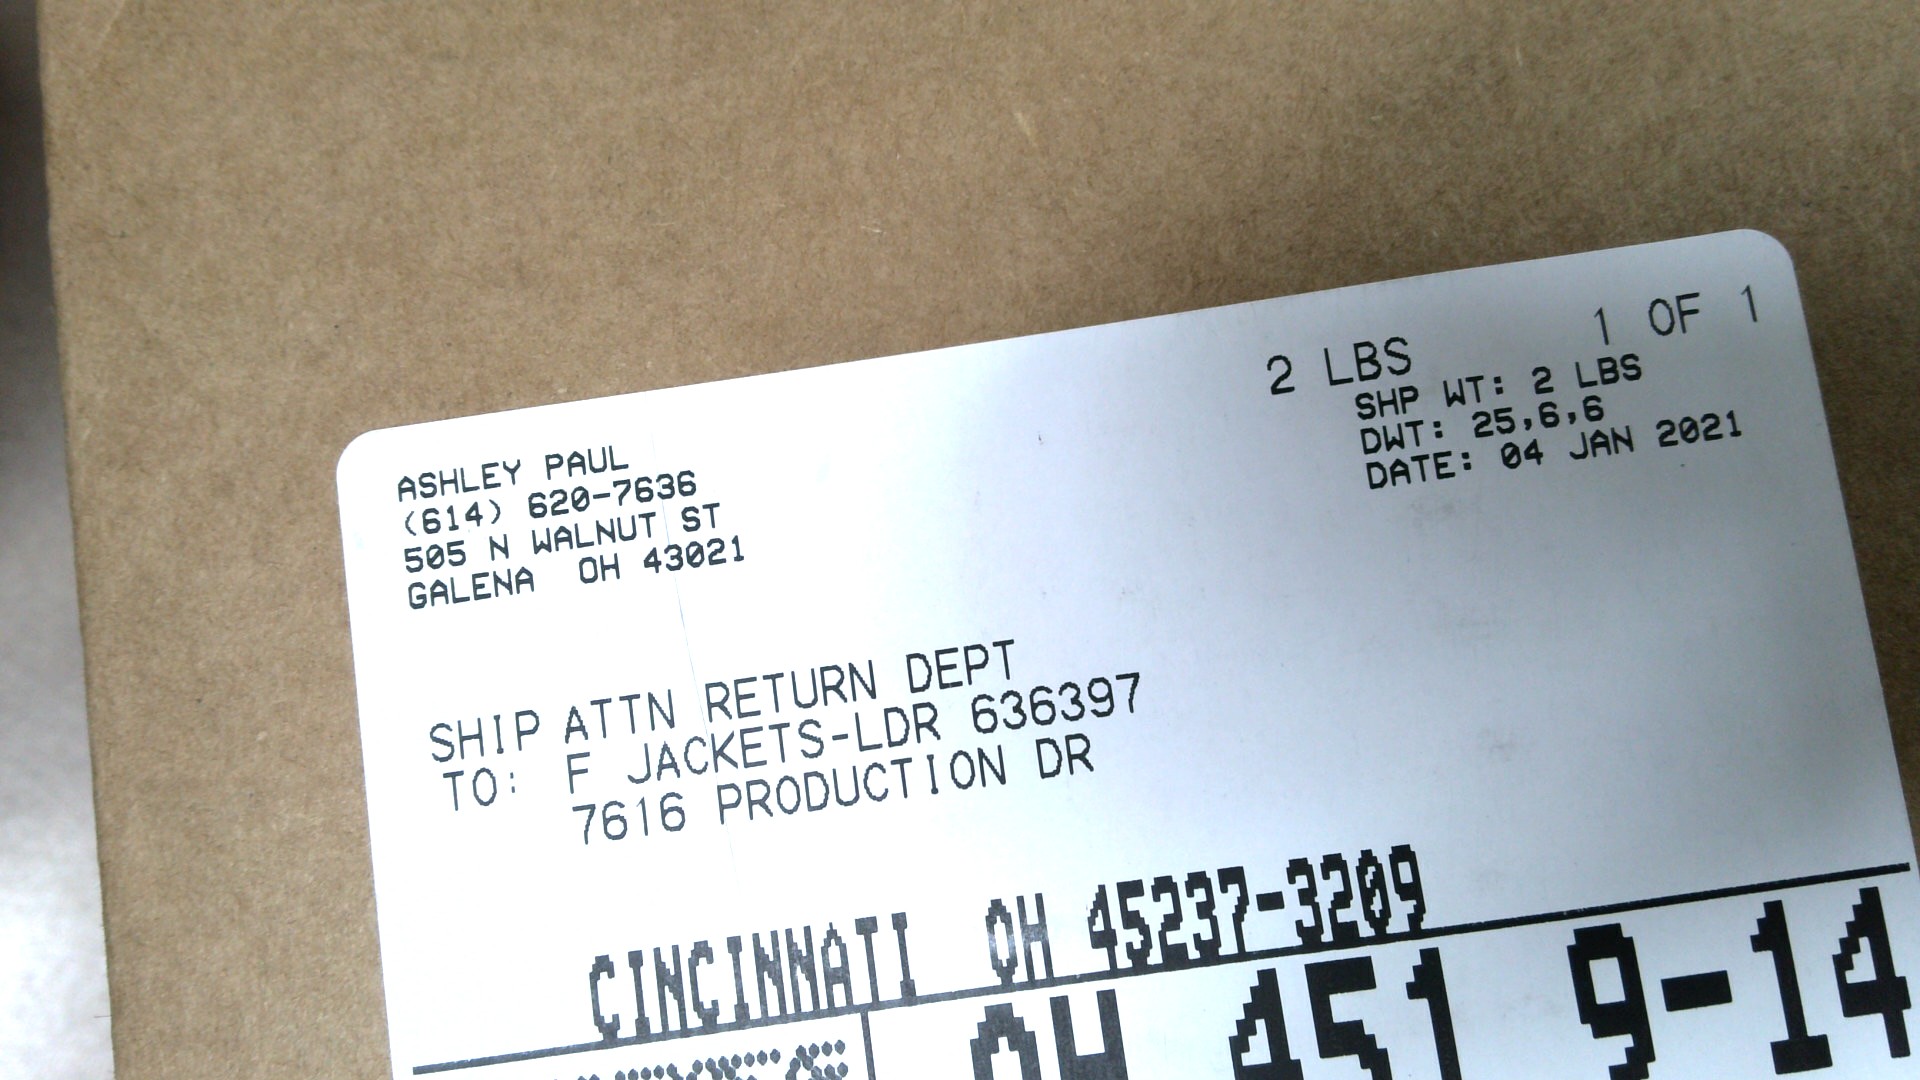 ASHLEY PAUL
(614) 620-7636
505 N WALNUT ST
GALENA OH 43021
2 LBS
1 OF 1
SHP WT: 2 LBS
DWT: 25,6,6
DATE: 04 JAN 2021
SHIP TO:
ATTN RETURN DEPT
F JACKETS-LDR 636397
7616 PRODUCTION DR
CINCINNATI OH 45237-3209
OH 451 9-14